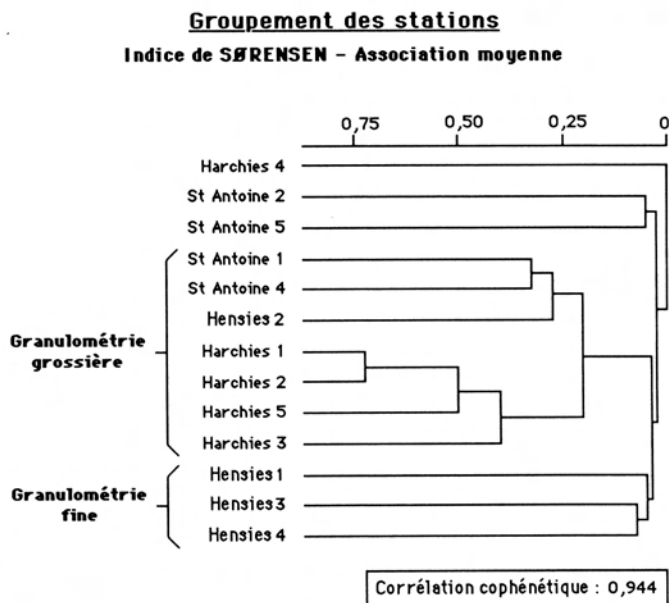 Groupement des stations
Indice de SØRENSEN – Association moyenne
0,75 0,50 0,25 0
Harchies 4
St Antoine 2
St Antoine 5
St Antoine 1
St Antoine 4
Hensies 2
Granulométrie
grossière
Harchies 1
Harchies 2
Harchies 5
Harchies 3
Hensies 1
Granulométrie
fine
Hensies 3
Hensies 4
Corrélation cophénétique : 0,944